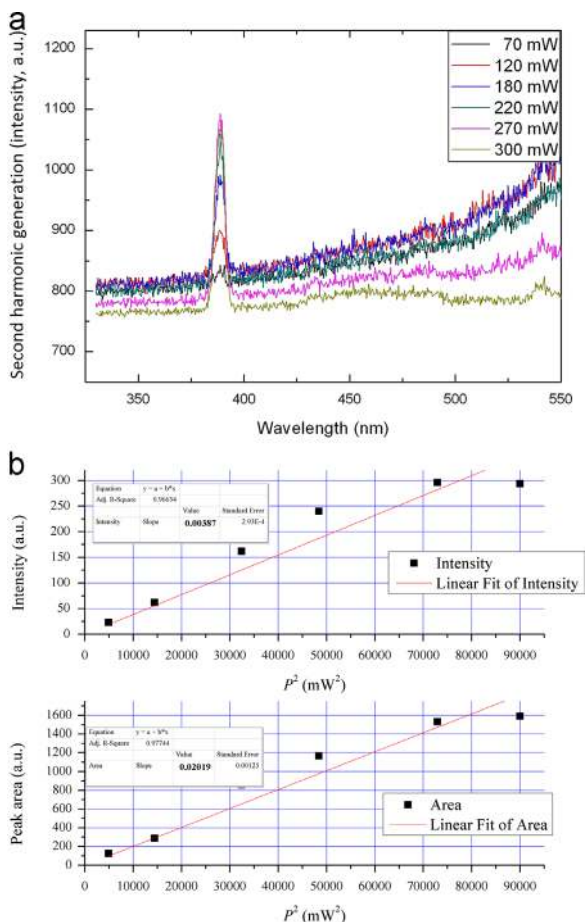 a
Second harmonic generation (intensity, a.u.)
1200
1100
1000
900
800
700
70 mW
120 mW
180 mW
220 mW
270 mW
300 mW
350 400 450 500 550
Wavelength (nm)
b
Intensity (a.u.)
300
250
200
150
100
50
0
Equation y = a + b*x
Adj. R-Square 0.96654
Value Standard Error
Intensity Slope 0.00387 2.93E-4
Intensity
Linear Fit of Intensity
0 10000 20000 30000 40000 50000 60000 70000 80000 90000
P² (mW²)
Peak area (a.u.)
1600
1400
1200
1000
800
600
400
200
0
Equation y = a + b*x
Adj. R-Square 0.97744
Value Standard Error
Area Slope 0.02019 0.00123
Area
Linear Fit of Area
0 10000 20000 30000 40000 50000 60000 70000 80000 90000
P² (mW²)